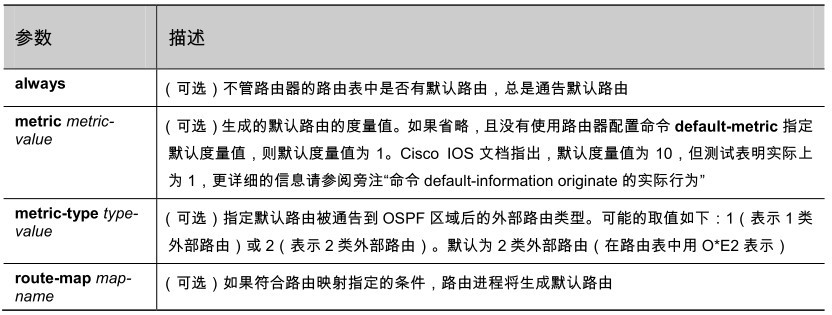 参数
描述
always
（可选）不管路由器的路由表中是否有默认路由，总是通告默认路由
metric metric-
value
（可选）生成的默认路由的度量值。如果省略，且没有使用路由器配置命令 default-metric 指定
默认度量值，则默认度量值为 1。Cisco IOS 文档指出，默认度量值为 10，但测试表明实际上
为 1，更详细的信息请参阅旁注“命令 default-information originate 的实际行为”
metric-type type-
value
（可选）指定默认路由被通告到 OSPF 区域后的外部路由类型。可能的取值如下：1（表示 1 类
外部路由）或 2（表示 2 类外部路由）。默认为 2 类外部路由（在路由表中用 O*E2 表示）
route-map map-
name
（可选）如果符合路由映射指定的条件，路由进程将生成默认路由